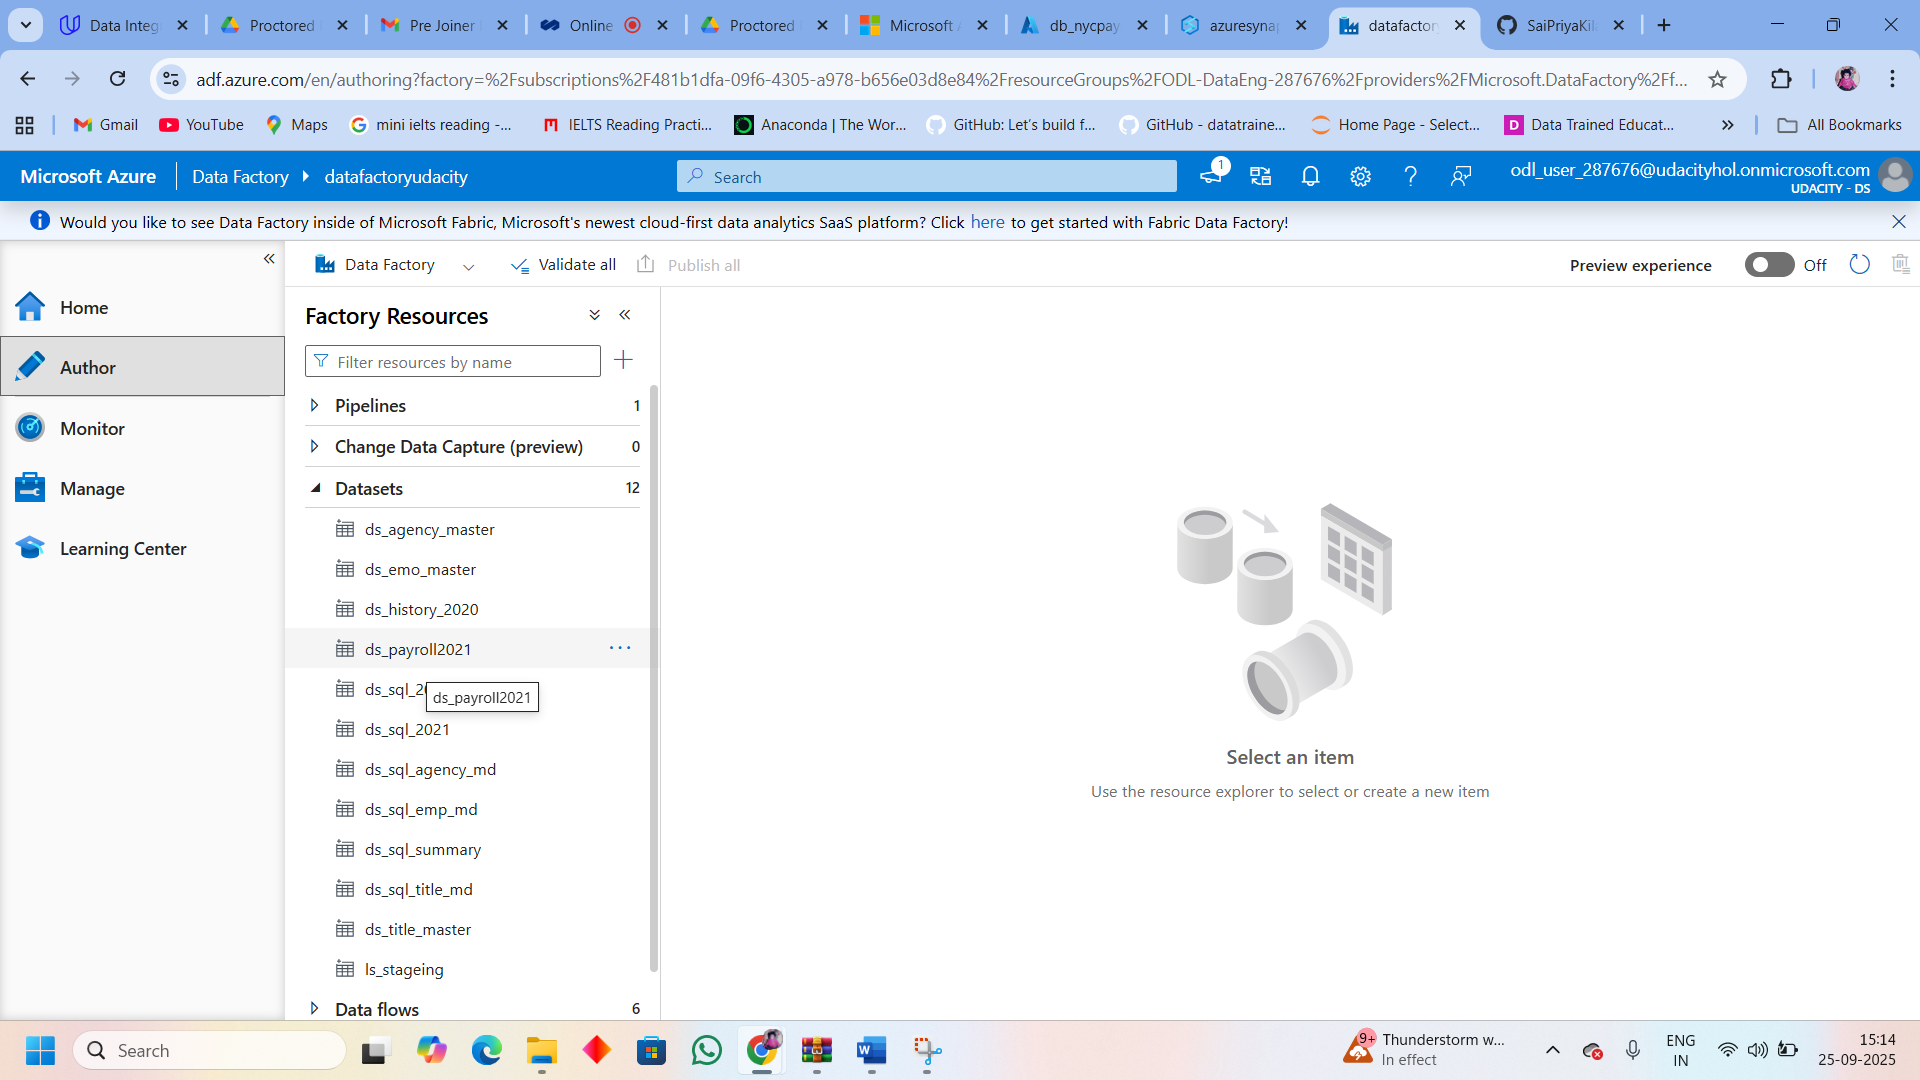 Data Integ
Proctored
Pre Joiner
Online
Proctored
Microsoft A
db_nycpay
azuresynap
datafactory
SaiPriyaKil
adf.azure.com/en/authoring?factory=%2Fsubscriptions%2F481b1dfa-09f6-4305-a978-b656e03d8e84%2FresourceGroups%2FODL-DataEng-287676%2Fproviders%2FMicrosoft.DataFactory%2Ff...
Gmail
YouTube
Maps
mini ielts reading -...
IELTS Reading Practi...
Anaconda | The Wor...
GitHub: Let's build f...
GitHub - datatraine...
Home Page - Select...
Data Trained Educat...
All Bookmarks
Microsoft Azure
Data Factory
datafactoryudacity
Search
1
odl_user_287676@udacityhol.onmicrosoft.com
UDACITY - DS
Would you like to see Data Factory inside of Microsoft Fabric, Microsoft's newest cloud-first data analytics SaaS platform? Click here to get started with Fabric Data Factory!
Data Factory
Validate all
Publish all
Preview experience
Off
Home
Author
Monitor
Manage
Learning Center
Factory Resources
Filter resources by name
Pipelines 1
Change Data Capture (preview) 0
Datasets 12
ds_agency_master
ds_emo_master
ds_history_2020
ds_payroll2021
ds_sql_20
ds_payroll2021
ds_sql_2021
ds_sql_agency_md
ds_sql_emp_md
ds_sql_summary
ds_sql_title_md
ds_title_master
ls_stageing
Data flows 6
Select an item
Use the resource explorer to select or create a new item
Search
9+
Thunderstorm w...
In effect
ENG
IN
15:14
25-09-2025